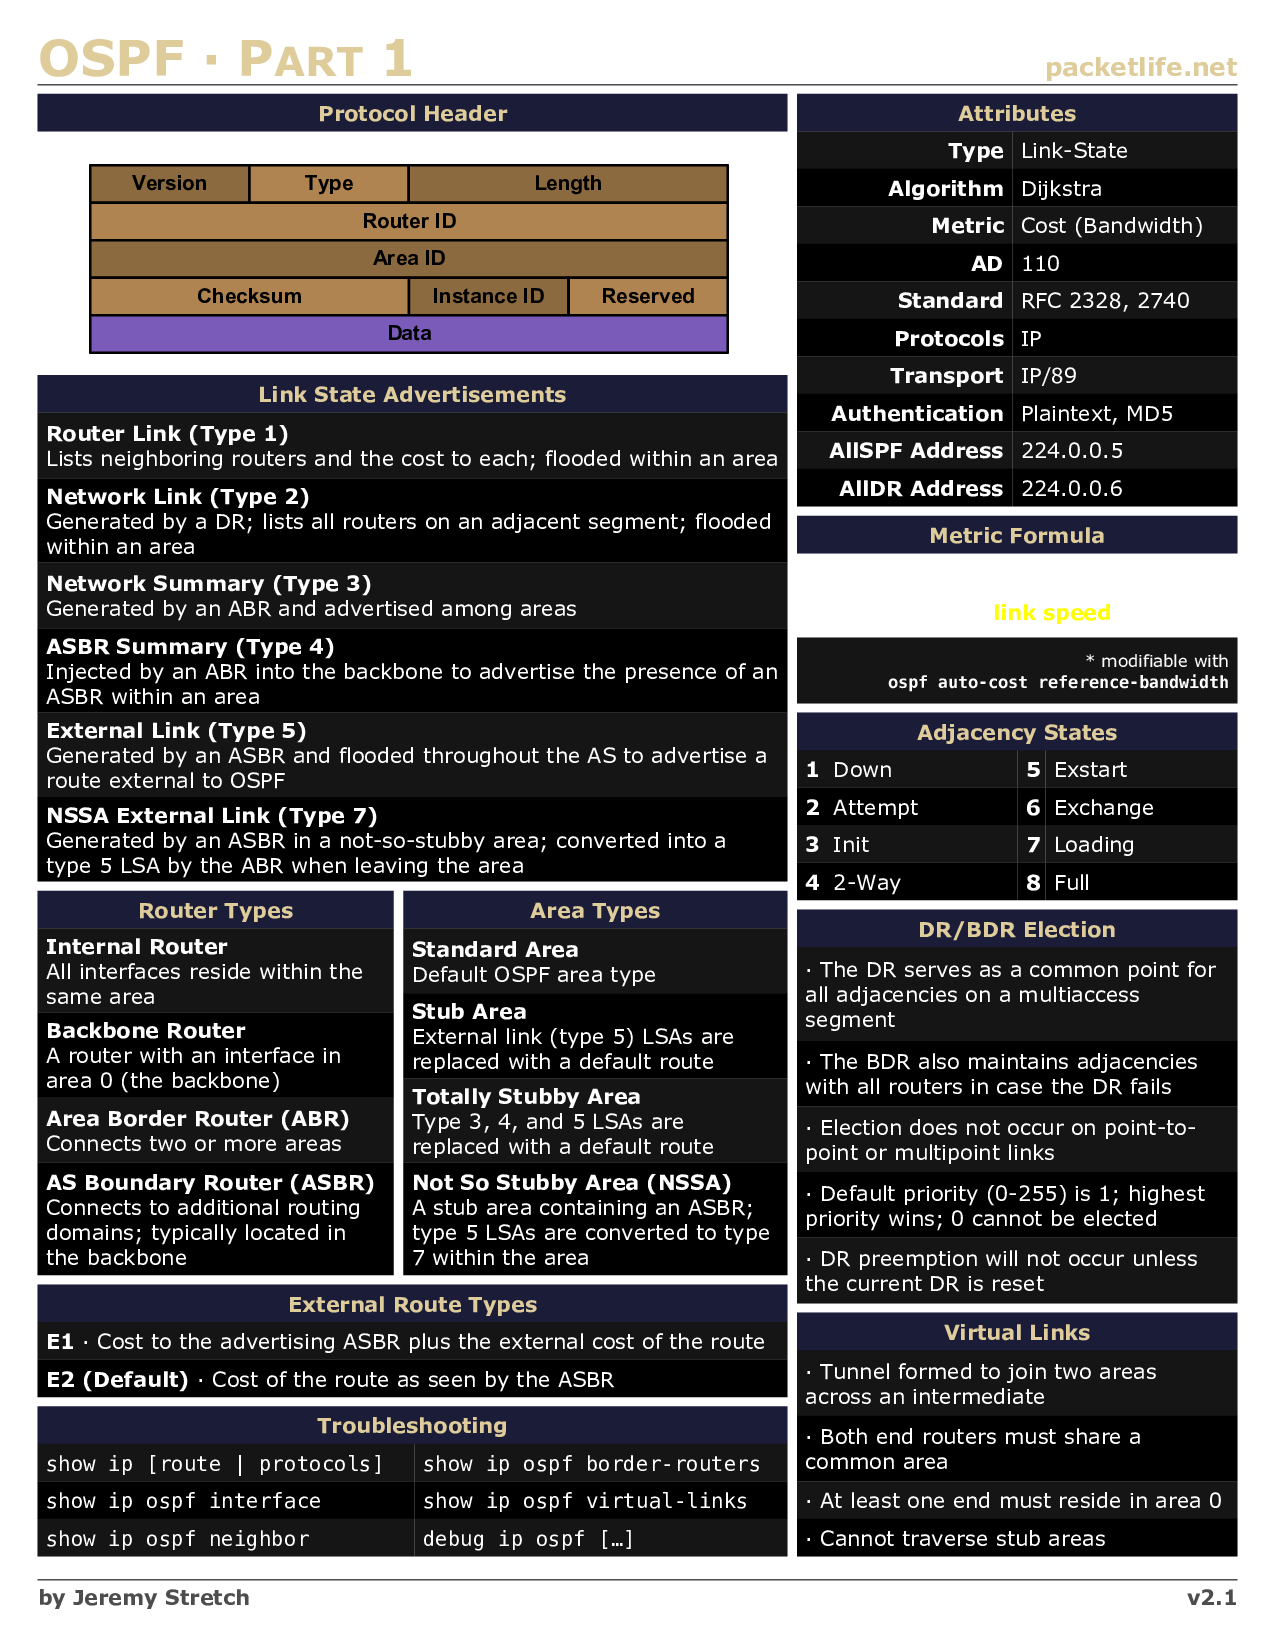 OSPF · PART 1
packetlife.net
Protocol Header
Version Type Length
Router ID
Area ID
Checksum Instance ID Reserved
Data
Link State Advertisements
Router Link (Type 1)
Lists neighboring routers and the cost to each; flooded within an area
Network Link (Type 2)
Generated by a DR; lists all routers on an adjacent segment; flooded
within an area
Network Summary (Type 3)
Generated by an ABR and advertised among areas
ASBR Summary (Type 4)
Injected by an ABR into the backbone to advertise the presence of an
ASBR within an area
External Link (Type 5)
Generated by an ASBR and flooded throughout the AS to advertise a
route external to OSPF
NSSA External Link (Type 7)
Generated by an ASBR in a not-so-stubby area; converted into a
type 5 LSA by the ABR when leaving the area
Router Types
Internal Router
All interfaces reside within the
same area
Backbone Router
A router with an interface in
area 0 (the backbone)
Area Border Router (ABR)
Connects two or more areas
AS Boundary Router (ASBR)
Connects to additional routing
domains; typically located in
the backbone
Area Types
Standard Area
Default OSPF area type
Stub Area
External link (type 5) LSAs are
replaced with a default route
Totally Stubby Area
Type 3, 4, and 5 LSAs are
replaced with a default route
Not So Stubby Area (NSSA)
A stub area containing an ASBR;
type 5 LSAs are converted to type
7 within the area
External Route Types
E1 · Cost to the advertising ASBR plus the external cost of the route
E2 (Default) · Cost of the route as seen by the ASBR
Troubleshooting
show ip [route | protocols]
show ip ospf border-routers
show ip ospf interface
show ip ospf virtual-links
show ip ospf neighbor
debug ip ospf […]
Attributes
Type Link-State
Algorithm Dijkstra
Metric Cost (Bandwidth)
AD 110
Standard RFC 2328, 2740
Protocols IP
Transport IP/89
Authentication Plaintext, MD5
AllSPF Address 224.0.0.5
AllDR Address 224.0.0.6
Metric Formula
link speed
* modifiable with
ospf auto-cost reference-bandwidth
Adjacency States
1 Down 5 Exstart
2 Attempt 6 Exchange
3 Init 7 Loading
4 2-Way 8 Full
DR/BDR Election
· The DR serves as a common point for
all adjacencies on a multiaccess
segment
· The BDR also maintains adjacencies
with all routers in case the DR fails
· Election does not occur on point-to-
point or multipoint links
· Default priority (0-255) is 1; highest
priority wins; 0 cannot be elected
· DR preemption will not occur unless
the current DR is reset
Virtual Links
· Tunnel formed to join two areas
across an intermediate
· Both end routers must share a
common area
· At least one end must reside in area 0
· Cannot traverse stub areas
by Jeremy Stretch
v2.1